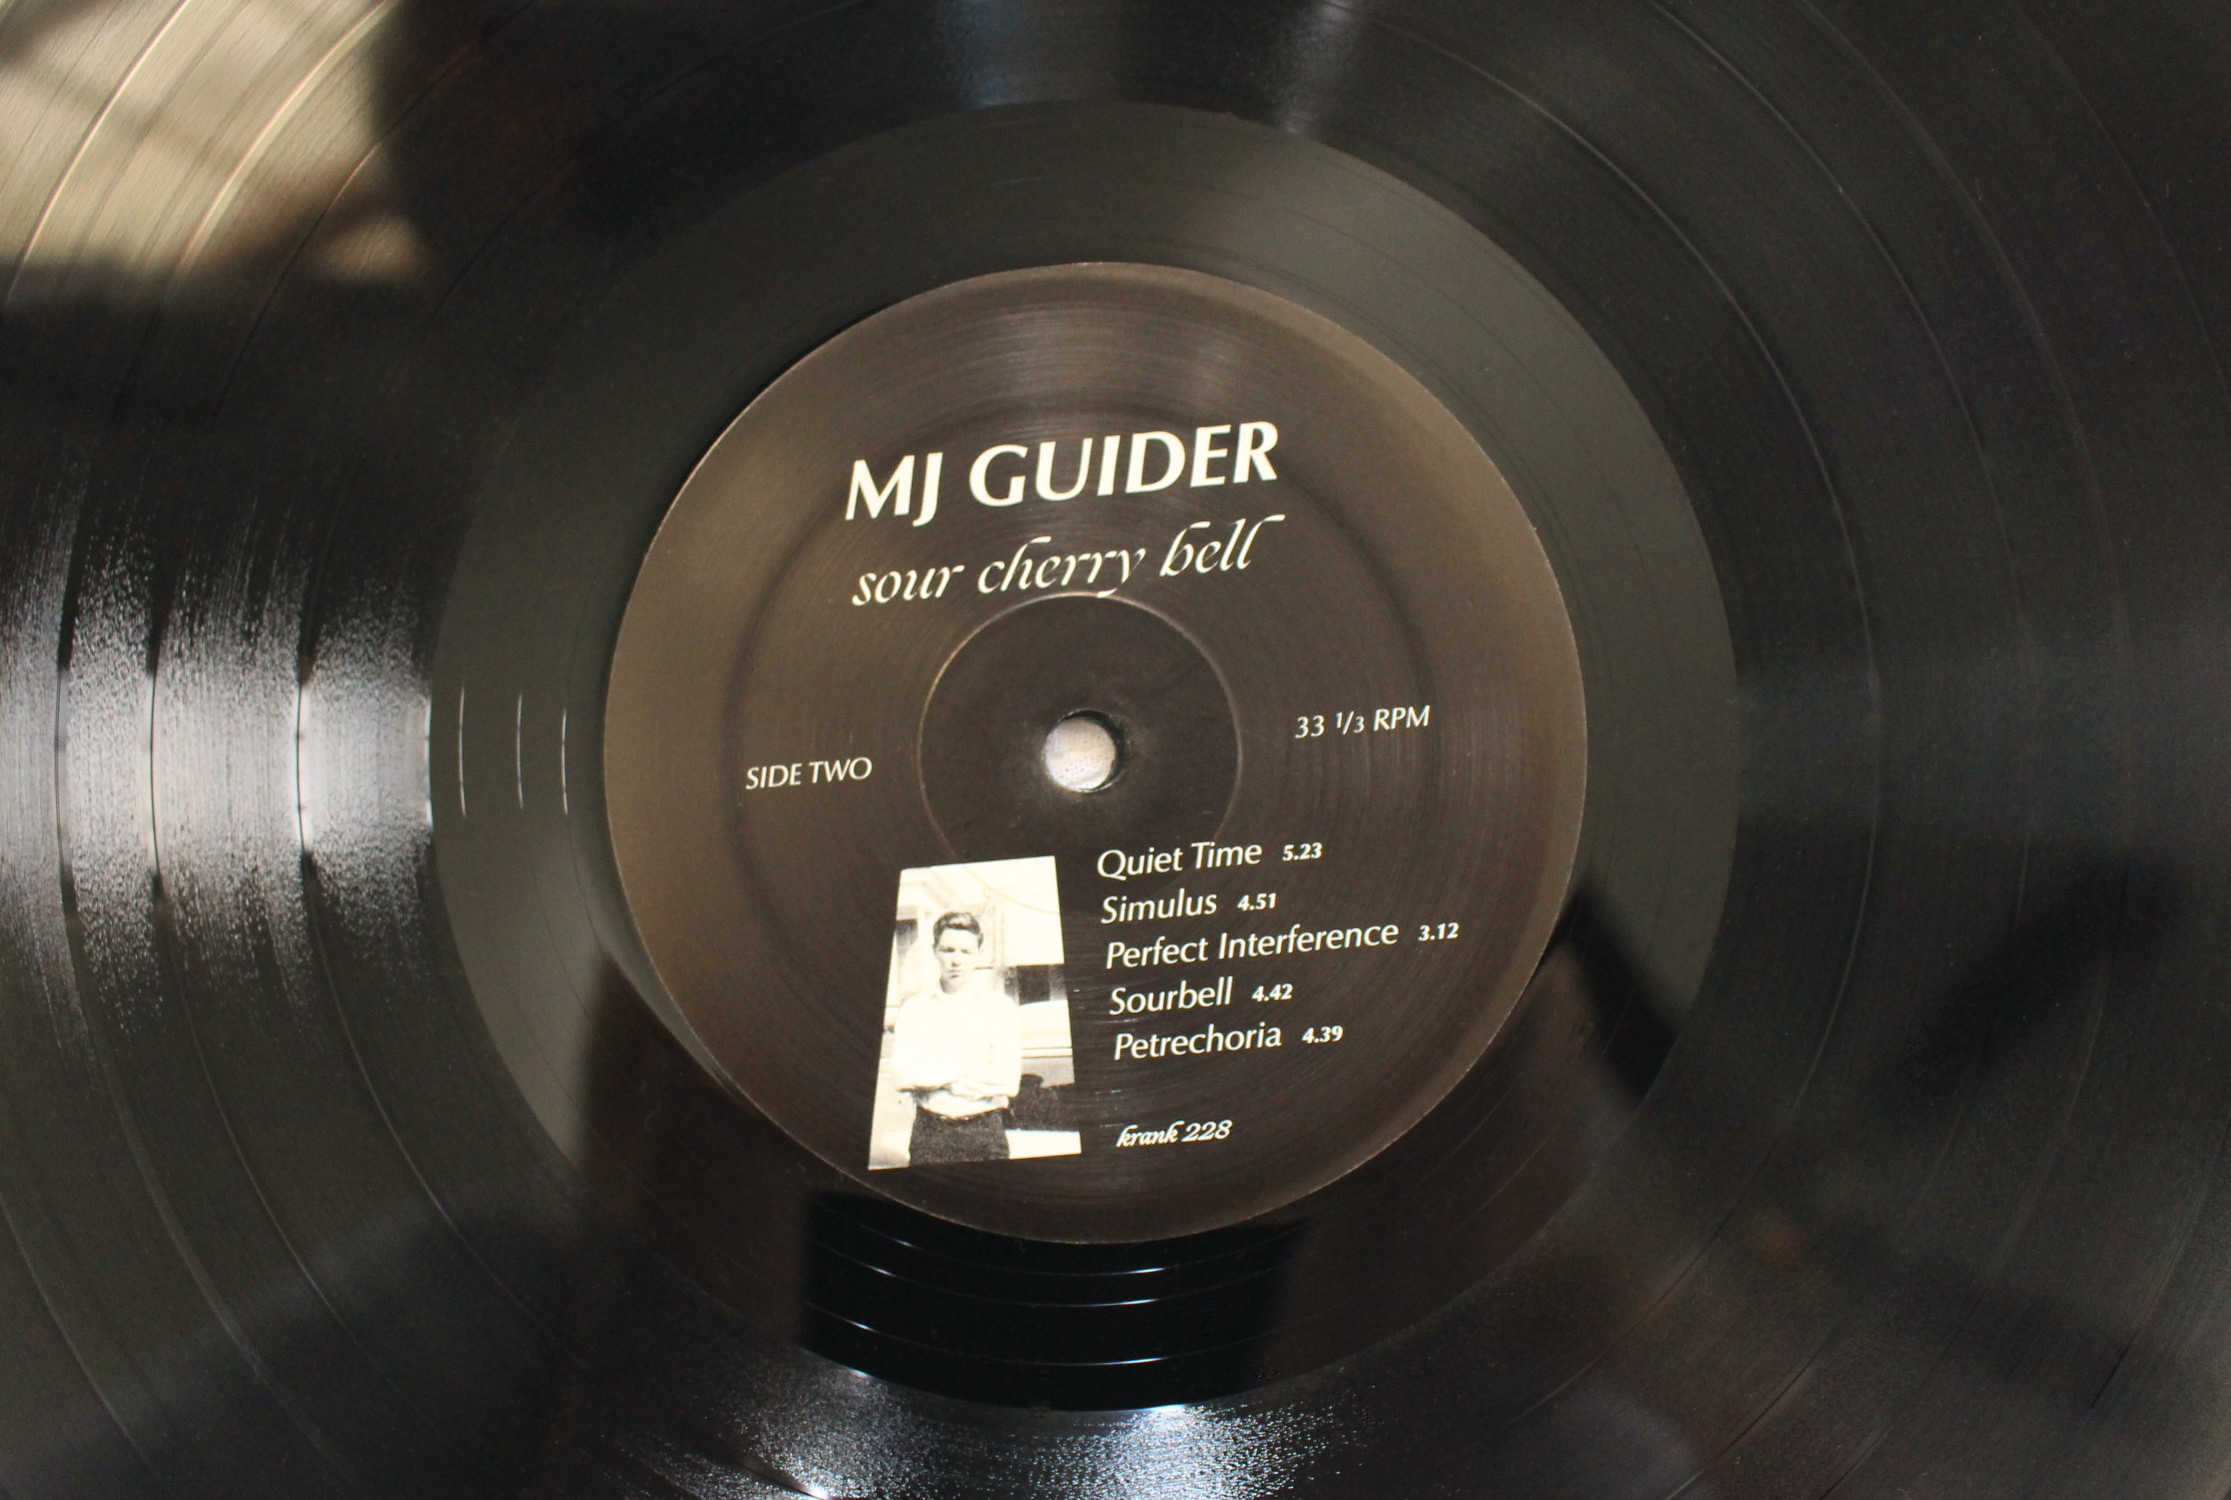 MJ GUIDER
sour cherry bell
SIDE TWO
33 1/3 RPM
Quiet Time 5.23
Simulus 4.51
Perfect Interference 3.12
Sourbell 4.42
Petrechoria 4.39
krank 228